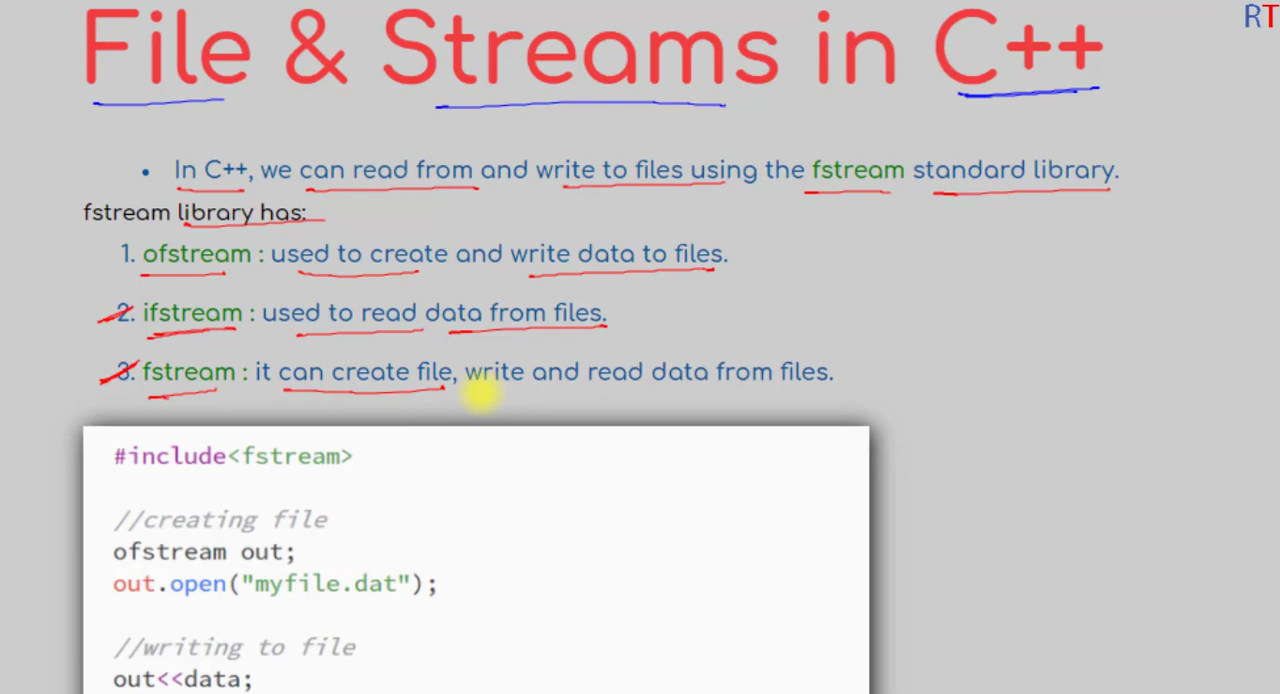 RT
File & Streams in C++
• In C++, we can read from and write to files using the fstream standard library.
fstream library has:
1. ofstream : used to create and write data to files.
2. ifstream : used to read data from files.
3. fstream : it can create file, write and read data from files.
#include<fstream>
//creating file
ofstream out;
out.open("myfile.dat");
//writing to file
out<<data;